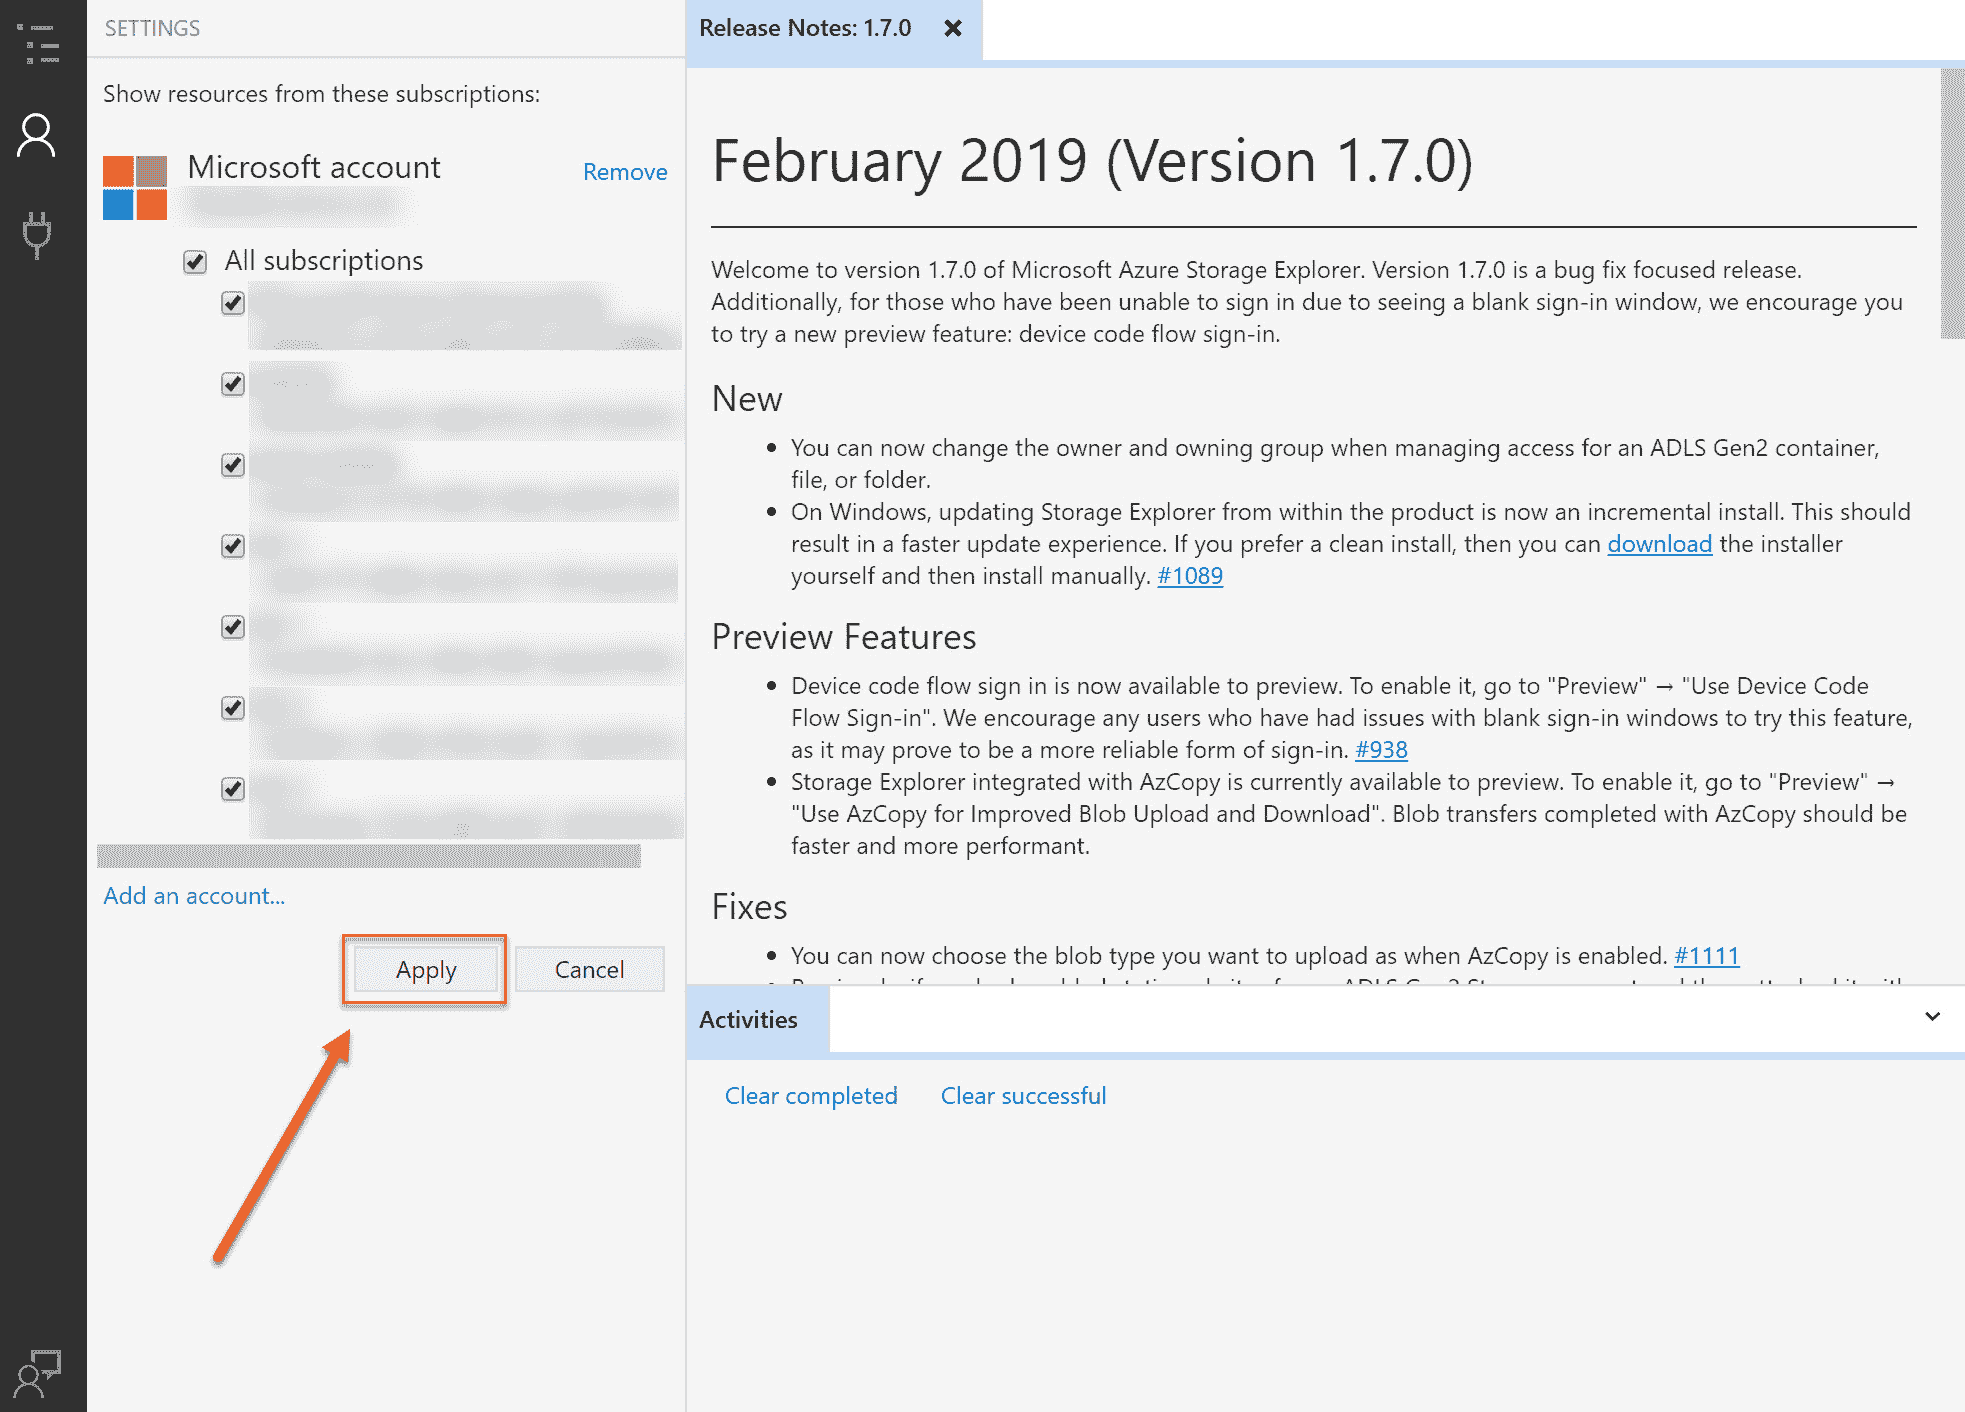 SETTINGS
Show resources from these subscriptions:
Microsoft account
Remove
All subscriptions
Add an account...
Apply
Cancel
Release Notes: 1.7.0
February 2019 (Version 1.7.0)
Welcome to version 1.7.0 of Microsoft Azure Storage Explorer. Version 1.7.0 is a bug fix focused release.
Additionally, for those who have been unable to sign in due to seeing a blank sign-in window, we encourage you
to try a new preview feature: device code flow sign-in.
New
• You can now change the owner and owning group when managing access for an ADLS Gen2 container,
file, or folder.
• On Windows, updating Storage Explorer from within the product is now an incremental install. This should
result in a faster update experience. If you prefer a clean install, then you can download the installer
yourself and then install manually. #1089
Preview Features
• Device code flow sign in is now available to preview. To enable it, go to "Preview" → "Use Device Code
Flow Sign-in". We encourage any users who have had issues with blank sign-in windows to try this feature,
as it may prove to be a more reliable form of sign-in. #938
• Storage Explorer integrated with AzCopy is currently available to preview. To enable it, go to "Preview" →
"Use AzCopy for Improved Blob Upload and Download". Blob transfers completed with AzCopy should be
faster and more performant.
Fixes
• You can now choose the blob type you want to upload as when AzCopy is enabled. #1111
Activities
Clear completed
Clear successful